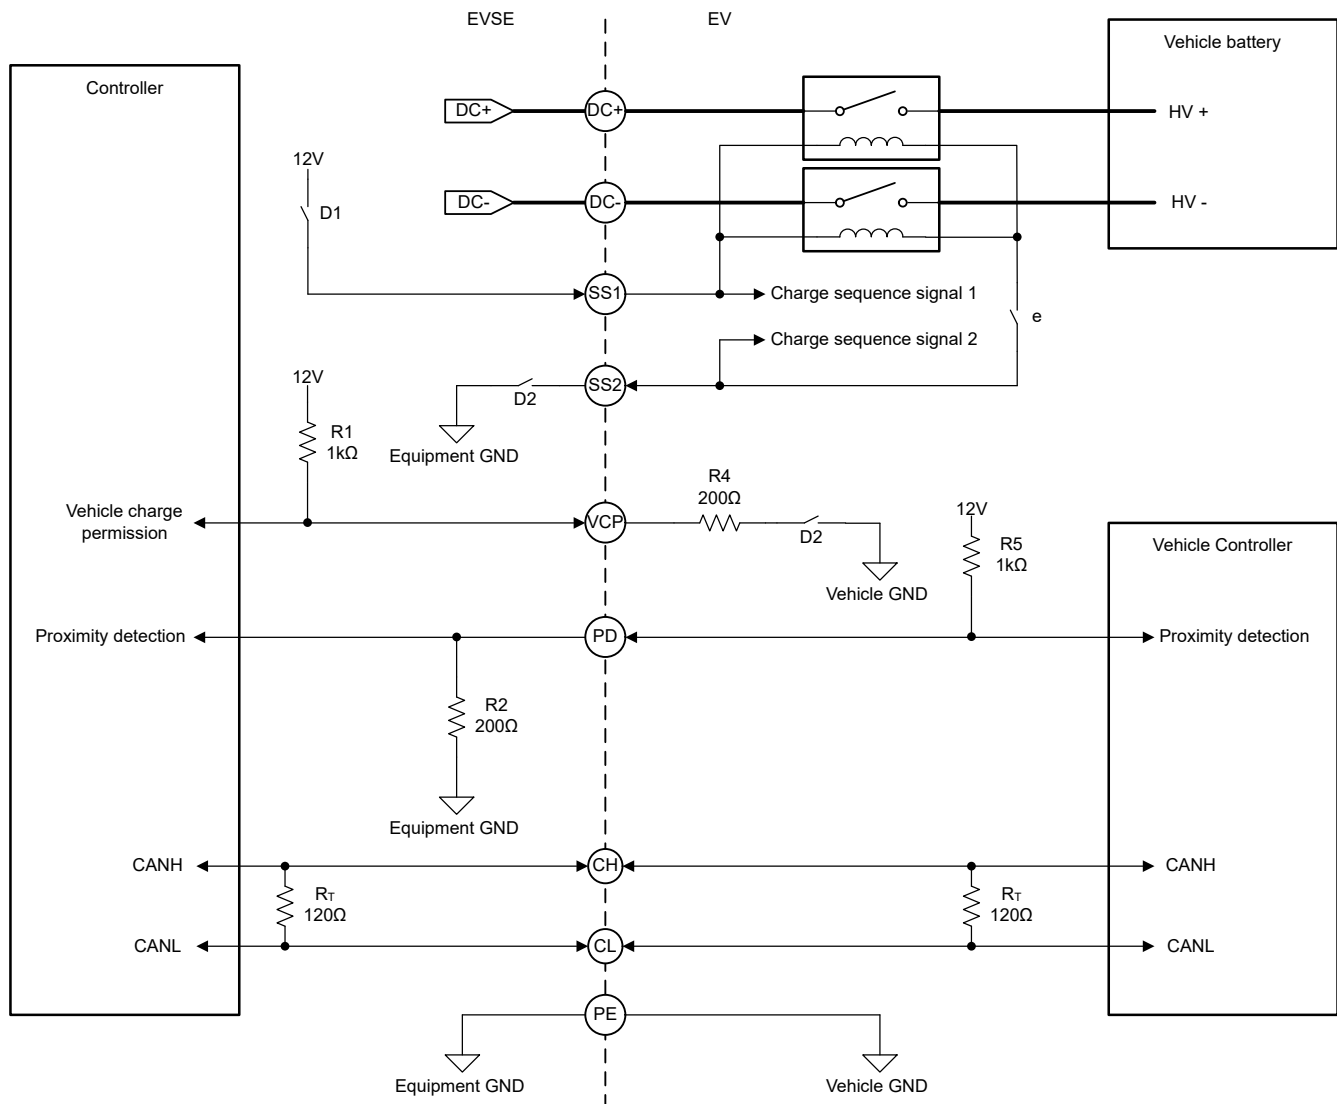 EVSE
EV
Vehicle battery
Controller
DC+
DC+
HV +
12V
D1
DC-
DC-
HV -
SS1
Charge sequence signal 1
e
Charge sequence signal 2
12V
SS2
D2
R1
1kΩ
Equipment GND
R4
200Ω
Vehicle charge
permission
VCP
D2
12V
R5
1kΩ
Vehicle Controller
Vehicle GND
Proximity detection
PD
Proximity detection
R2
200Ω
Equipment GND
CANH
CH
CANH
RT
120Ω
RT
120Ω
CANL
CL
CANL
PE
Equipment GND
Vehicle GND